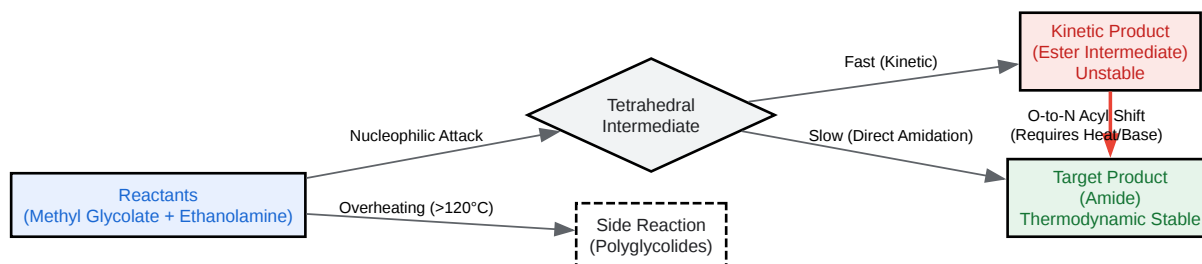 Kinetic Product
(Ester Intermediate)
Unstable
Fast (Kinetic)
Tetrahedral
Intermediate
O-to-N Acyl Shift
(Requires Heat/Base)
Nucleophilic Attack
Slow (Direct Amidation)
Target Product
(Amide)
Thermodynamic Stable
Reactants
(Methyl Glycolate + Ethanolamine)
Overheating (>120°C)
Side Reaction
(Polyglycolides)